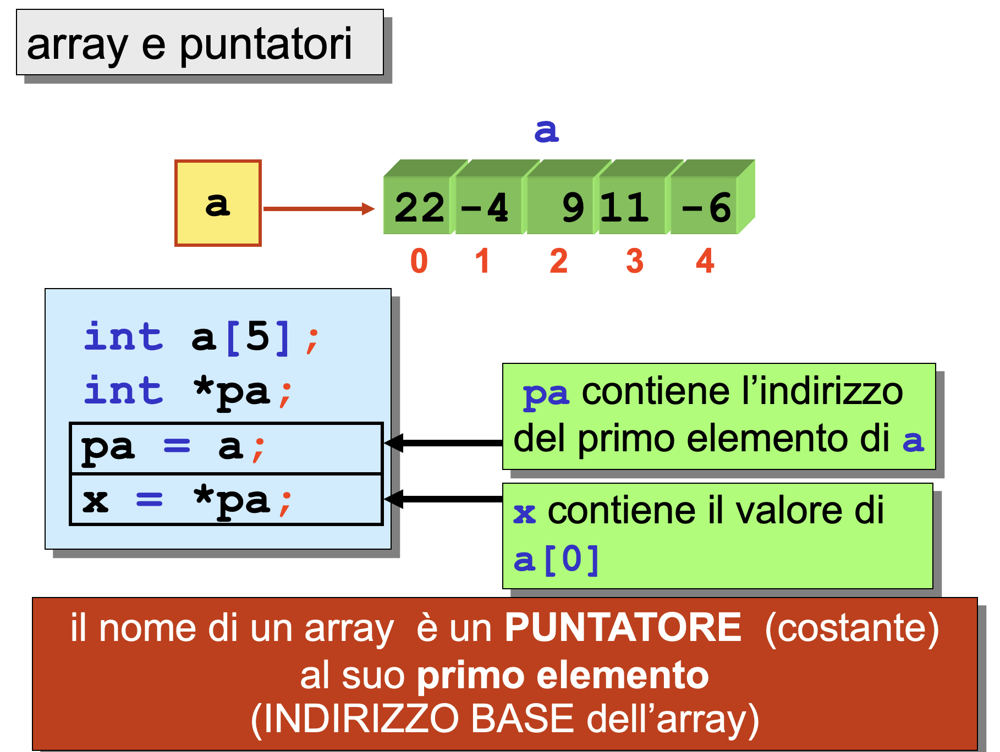 array e puntatori
a
a
22 -4 9 11 -6
0 1 2 3 4
int a[5];
int *pa;
pa = a;
x = *pa;
pa contiene l’indirizzo
del primo elemento di a
x contiene il valore di
a[0]
il nome di un array è un PUNTATORE (costante)
al suo primo elemento
(INDIRIZZO BASE dell’array)